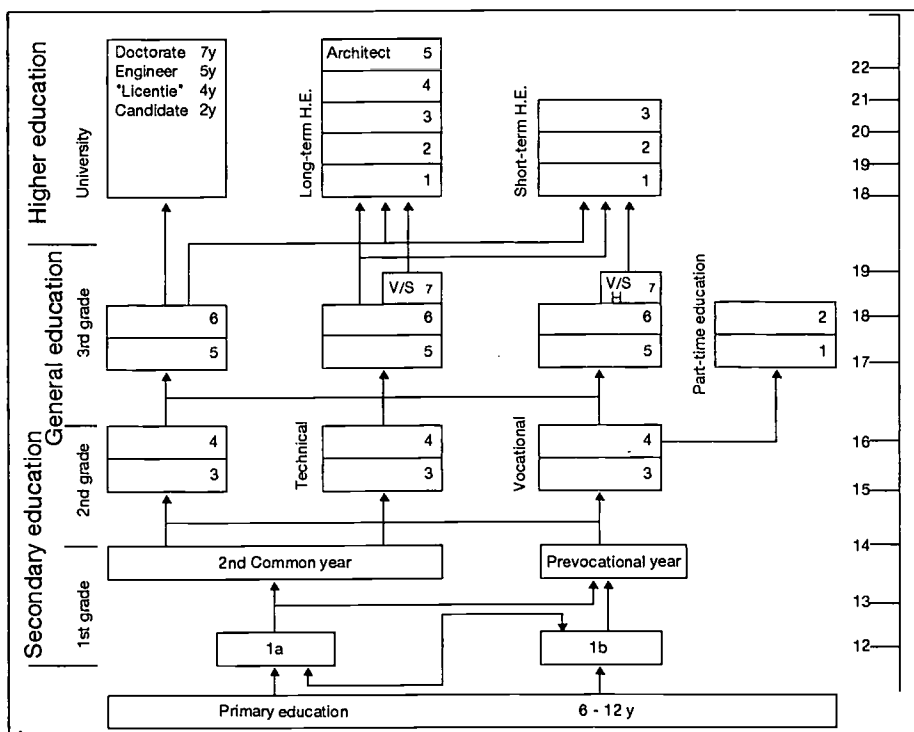 Higher education
University
Doctorate 7y
Engineer 5y
"Licentie" 4y
Candidate 2y
Long-term H.E.
Architect 5
4
3
2
1
Short-term H.E.
3
2
1
22
21
20
19
18
General education
3rd grade
6
5
V/S 7
6
5
V/S 7
H
6
5
Part-time education
2
1
19
18
17
Secondary education
2nd grade
4
3
Technical
4
3
Vocational
4
3
16
15
1st grade
2nd Common year
Prevocational year
14
13
1a
1b
12
Primary education
6 - 12 y